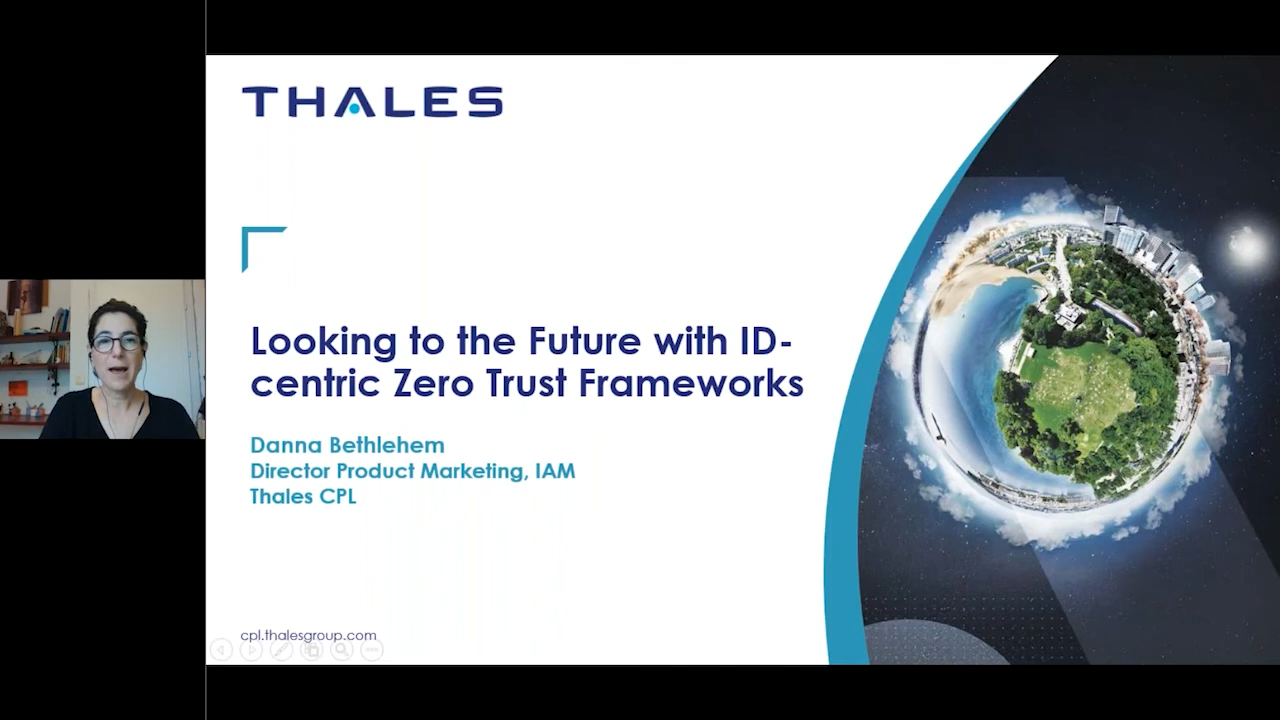 THALES
Looking to the Future with ID-
centric Zero Trust Frameworks
Danna Bethlehem
Director Product Marketing, IAM
Thales CPL
cpl.thalesgroup.com